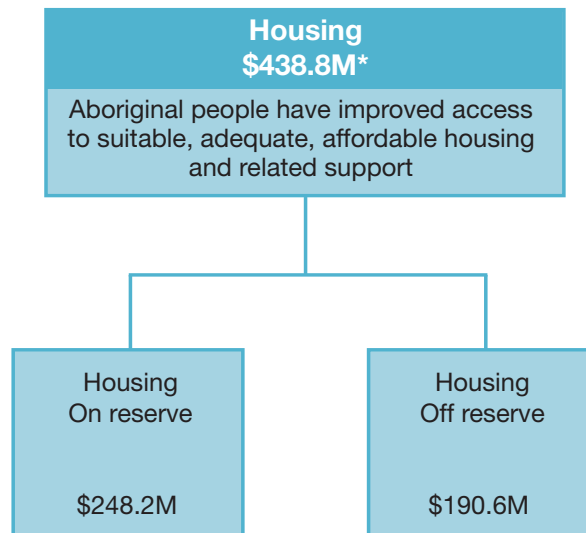 Housing
$438.8M*
Aboriginal people have improved access
to suitable, adequate, affordable housing
and related support
Housing
On reserve
$248.2M
Housing
Off reserve
$190.6M